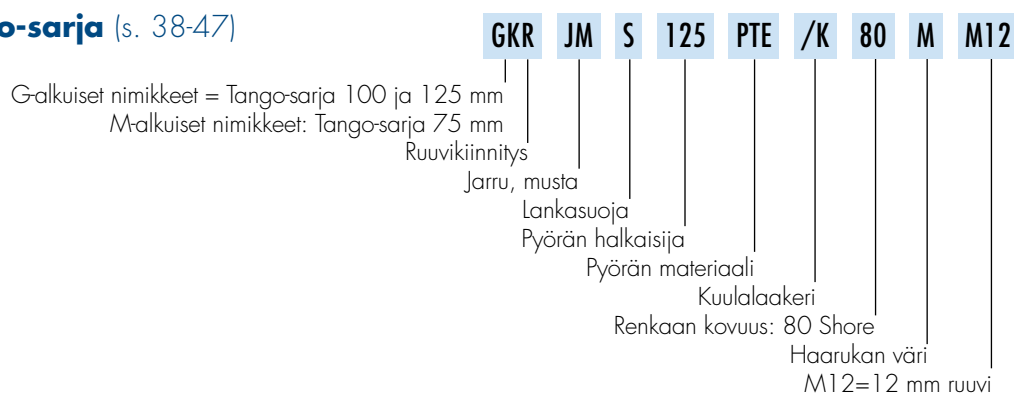 o-sarja (s. 38-47)
GKR JM S 125 PTE /K 80 M M12
G-alkuiset nimikkeet = Tango-sarja 100 ja 125 mm
M-alkuiset nimikkeet: Tango-sarja 75 mm
Ruuvikiinnitys
Jarru, musta
Lankasuoja
Pyörän halkaisija
Pyörän materiaali
Kuulalaakeri
Renkaan kovuus: 80 Shore
Haarukan väri
M12=12 mm ruuvi